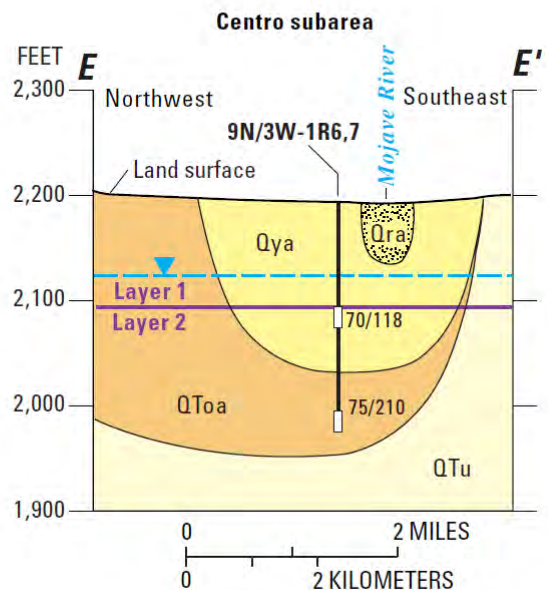 Centro subarea
FEET
E
E'
2,300
Northwest
Mojave River
Southeast
9N/3W-1R6,7
Land surface
2,200
Qya
Qra
2,100
Layer 1
Layer 2
70/118
2,000
QToa
75/210
QTu
1,900
0
2 MILES
0
2 KILOMETERS